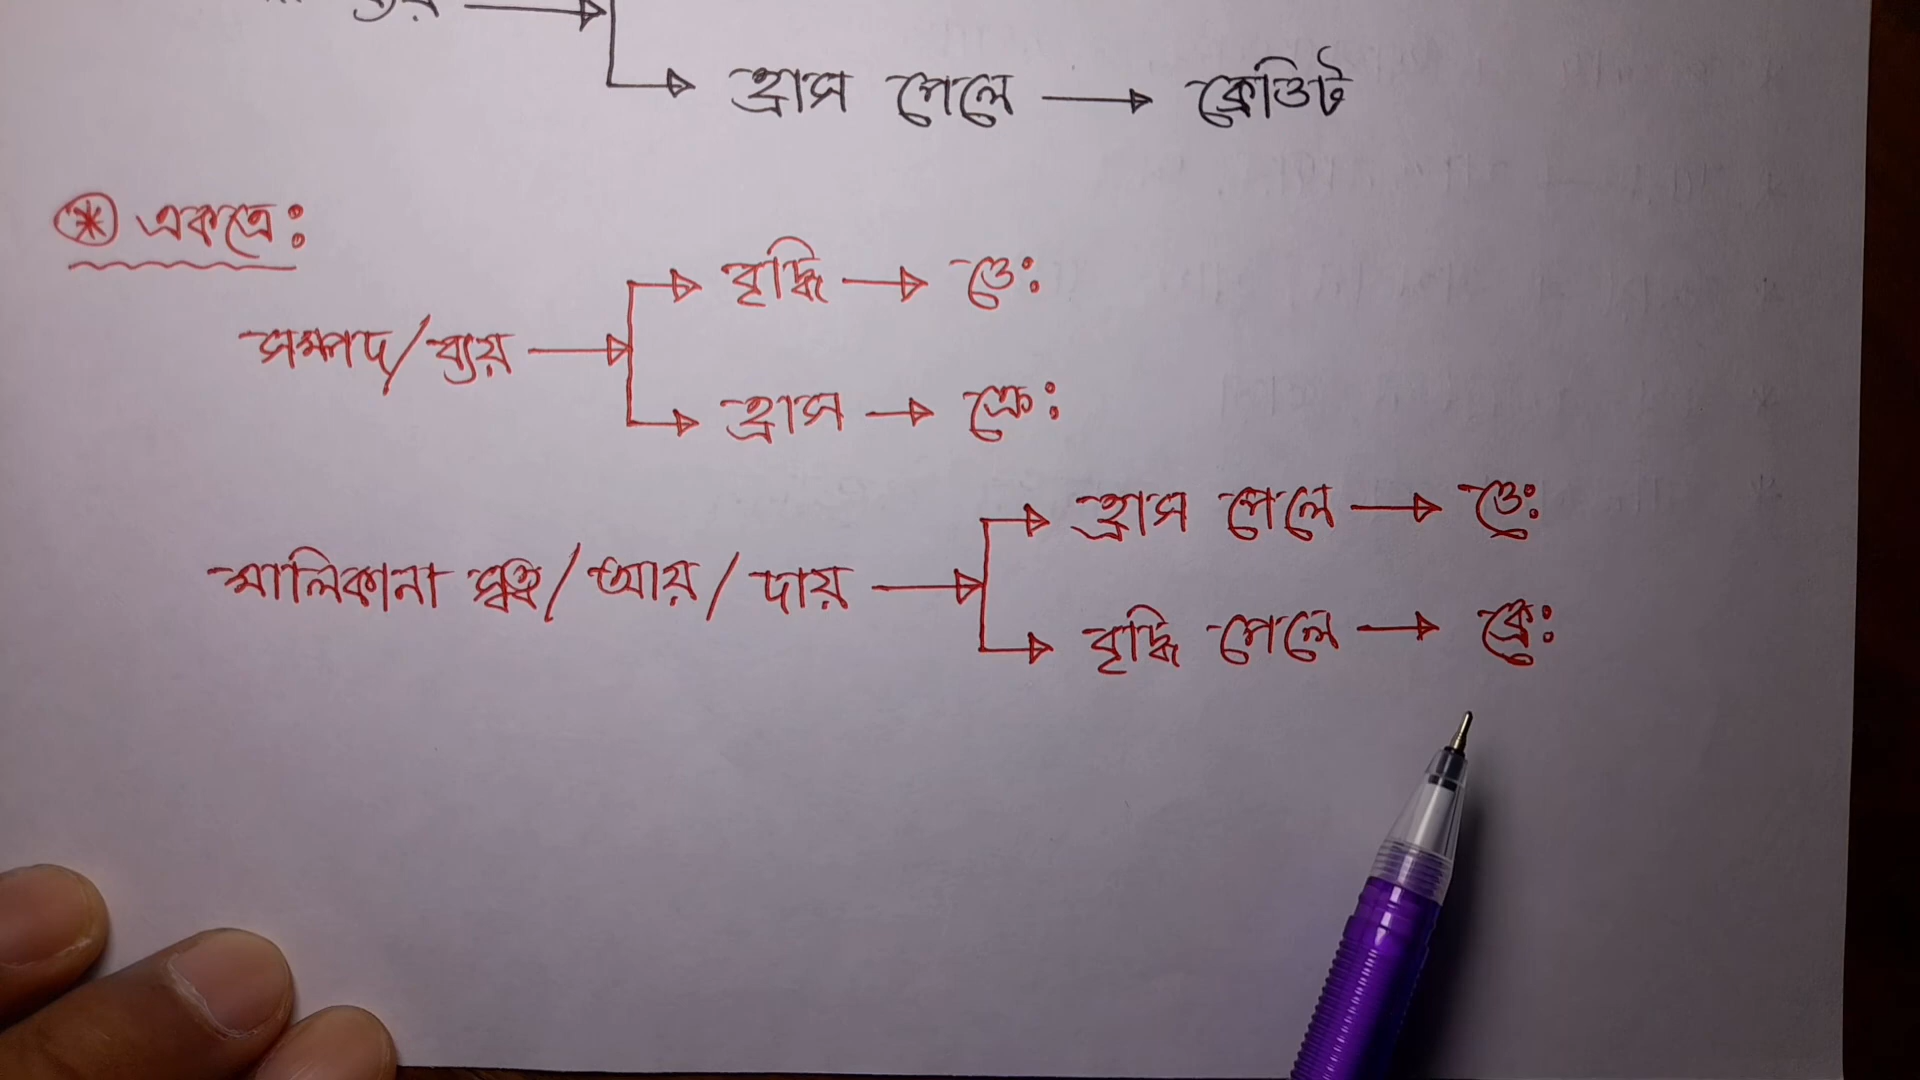 হ্রাস পেলে → ক্রেডিট
একত্রে:
সম্পদ/ব্যয় →
বৃদ্ধি → ডে:
হ্রাস → ক্রে:
মালিকানা স্বত্ব/আয়/দায় →
হ্রাস পেলে → ডে:
বৃদ্ধি পেলে → ক্রে: